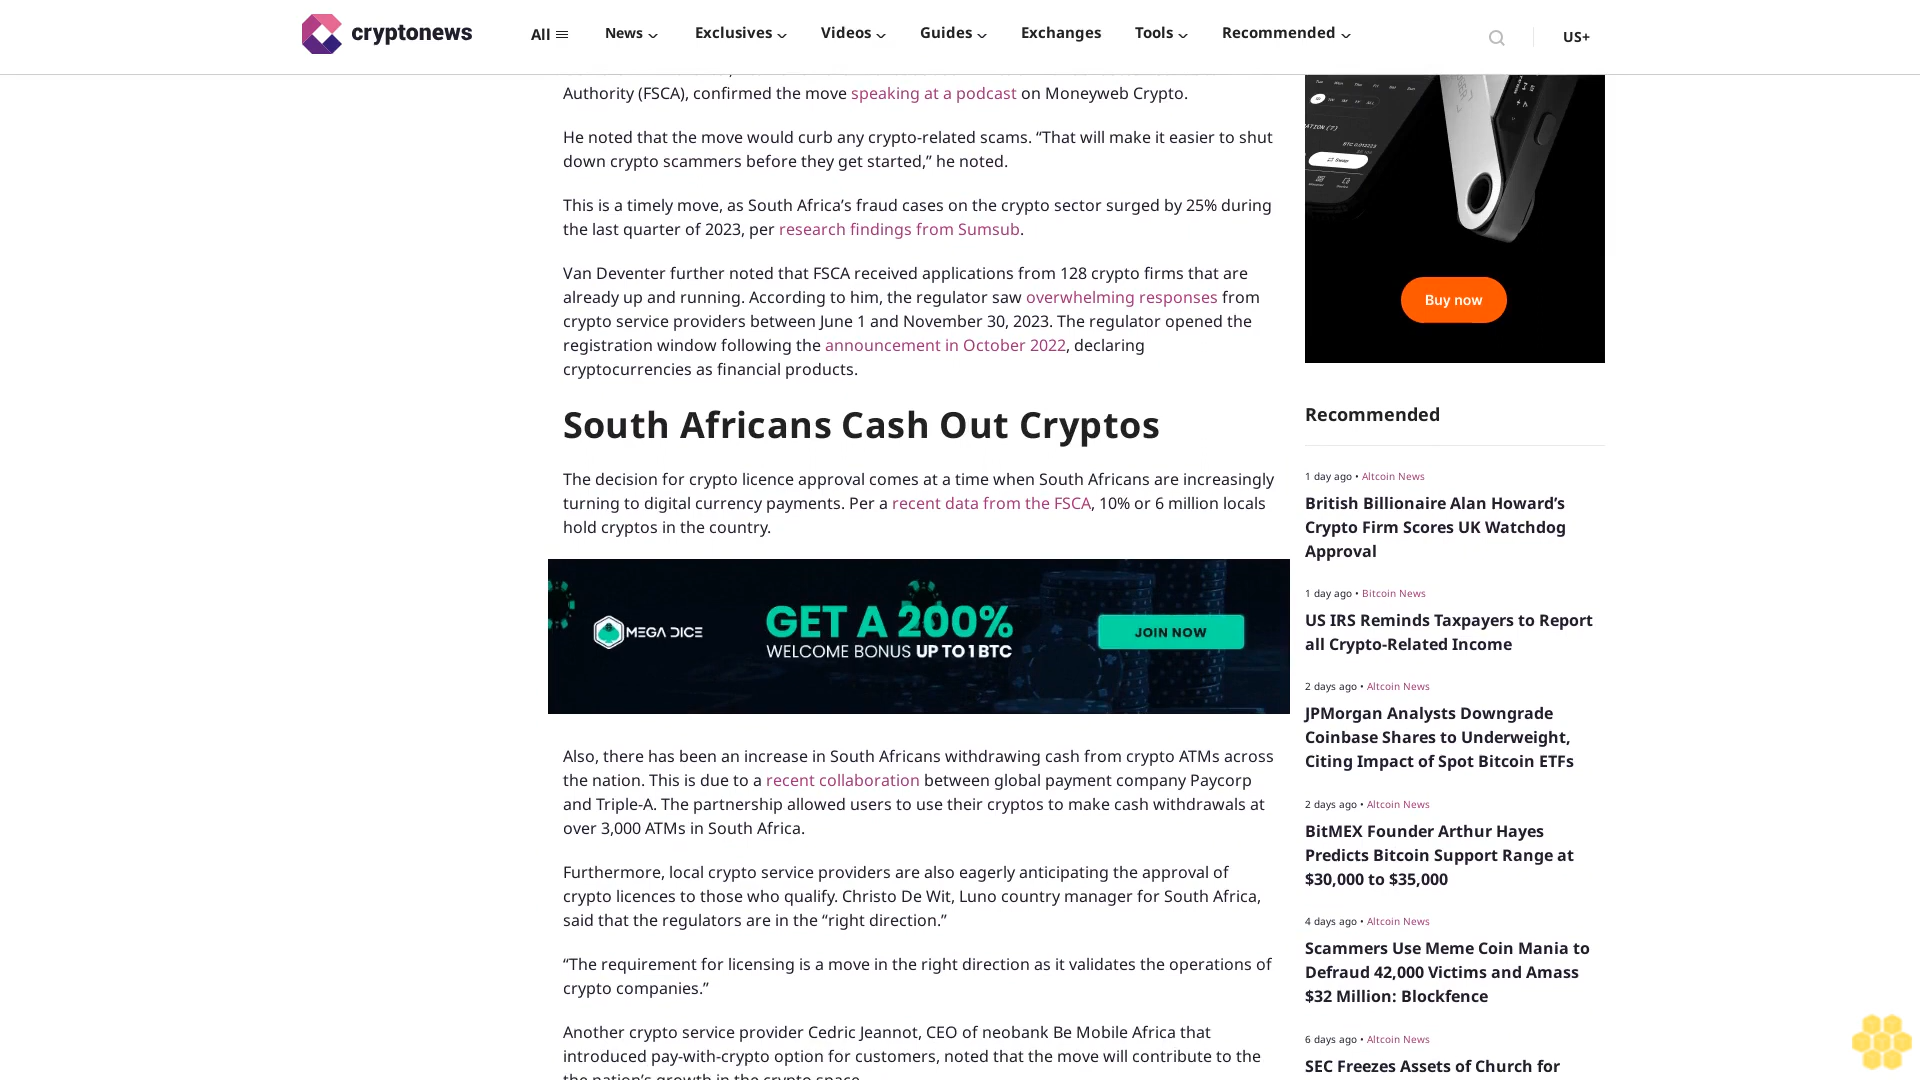 cryptonews
All
News
Exclusives
Videos
Guides
Exchanges
Tools
Recommended
US+
Authority (FSCA), confirmed the move speaking at a podcast on Moneyweb Crypto.
He noted that the move would curb any crypto-related scams. “That will make it easier to shut
down crypto scammers before they get started,” he noted.
This is a timely move, as South Africa’s fraud cases on the crypto sector surged by 25% during
the last quarter of 2023, per research findings from Sumsub.
Van Deventer further noted that FSCA received applications from 128 crypto firms that are
already up and running. According to him, the regulator saw overwhelming responses from
crypto service providers between June 1 and November 30, 2023. The regulator opened the
registration window following the announcement in October 2022, declaring
cryptocurrencies as financial products.
South Africans Cash Out Cryptos
The decision for crypto licence approval comes at a time when South Africans are increasingly
turning to digital currency payments. Per a recent data from the FSCA, 10% or 6 million locals
hold cryptos in the country.
MEGA DICE
GET A 200%
WELCOME BONUS UP TO 1 BTC
JOIN NOW
Also, there has been an increase in South Africans withdrawing cash from crypto ATMs across
the nation. This is due to a recent collaboration between global payment company Paycorp
and Triple-A. The partnership allowed users to use their cryptos to make cash withdrawals at
over 3,000 ATMs in South Africa.
Furthermore, local crypto service providers are also eagerly anticipating the approval of
crypto licences to those who qualify. Christo De Wit, Luno country manager for South Africa,
said that the regulators are in the “right direction.”
“The requirement for licensing is a move in the right direction as it validates the operations of
crypto companies.”
Another crypto service provider Cedric Jeannot, CEO of neobank Be Mobile Africa that
introduced pay-with-crypto option for customers, noted that the move will contribute to the
the nation’s growth in the crypto space.
Buy now
Recommended
1 day ago • Altcoin News
British Billionaire Alan Howard’s
Crypto Firm Scores UK Watchdog
Approval
1 day ago • Bitcoin News
US IRS Reminds Taxpayers to Report
all Crypto-Related Income
2 days ago • Altcoin News
JPMorgan Analysts Downgrade
Coinbase Shares to Underweight,
Citing Impact of Spot Bitcoin ETFs
2 days ago • Altcoin News
BitMEX Founder Arthur Hayes
Predicts Bitcoin Support Range at
$30,000 to $35,000
4 days ago • Altcoin News
Scammers Use Meme Coin Mania to
Defraud 42,000 Victims and Amass
$32 Million: Blockfence
6 days ago • Altcoin News
SEC Freezes Assets of Church for